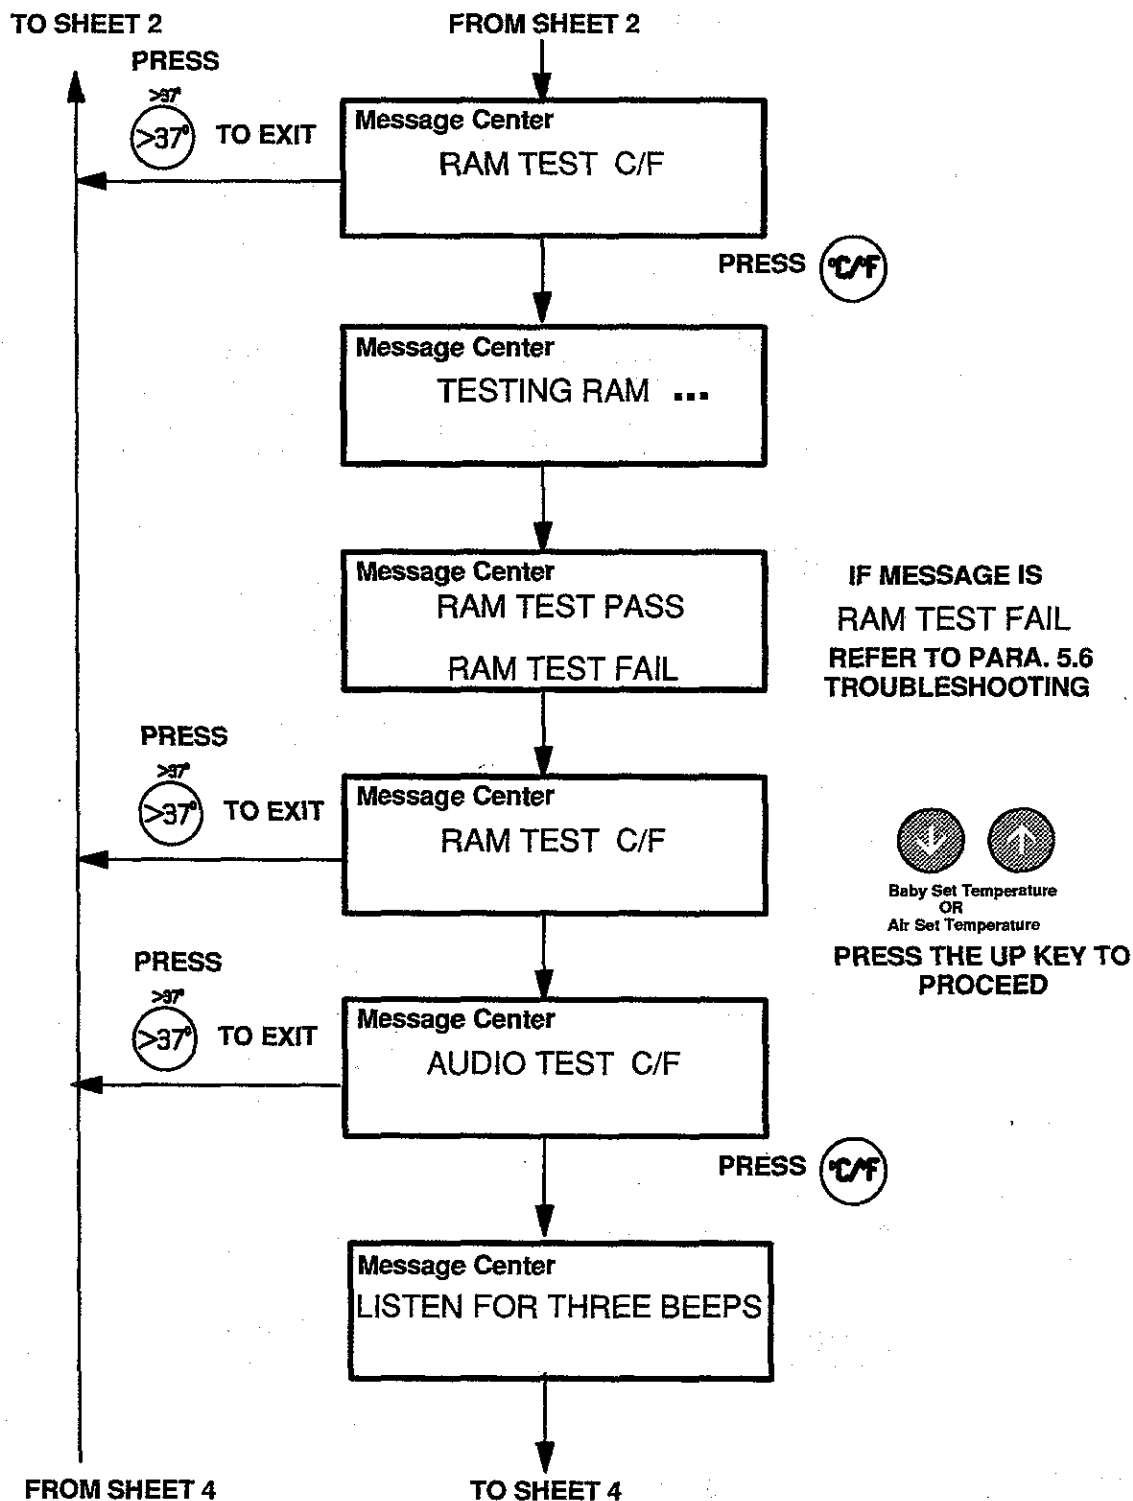 TO SHEET 2
FROM SHEET 2
PRESS
>37°
>37°
TO EXIT
Message Center
RAM TEST C/F
PRESS
°C/°F
Message Center
TESTING RAM ...
Message Center
RAM TEST PASS
RAM TEST FAIL
IF MESSAGE IS
RAM TEST FAIL
REFER TO PARA. 5.6
TROUBLESHOOTING
PRESS
>37°
>37°
TO EXIT
Message Center
RAM TEST C/F
Baby Set Temperature
OR
Air Set Temperature
PRESS THE UP KEY TO
PROCEED
PRESS
>37°
>37°
TO EXIT
Message Center
AUDIO TEST C/F
PRESS
°C/°F
Message Center
LISTEN FOR THREE BEEPS
FROM SHEET 4
TO SHEET 4